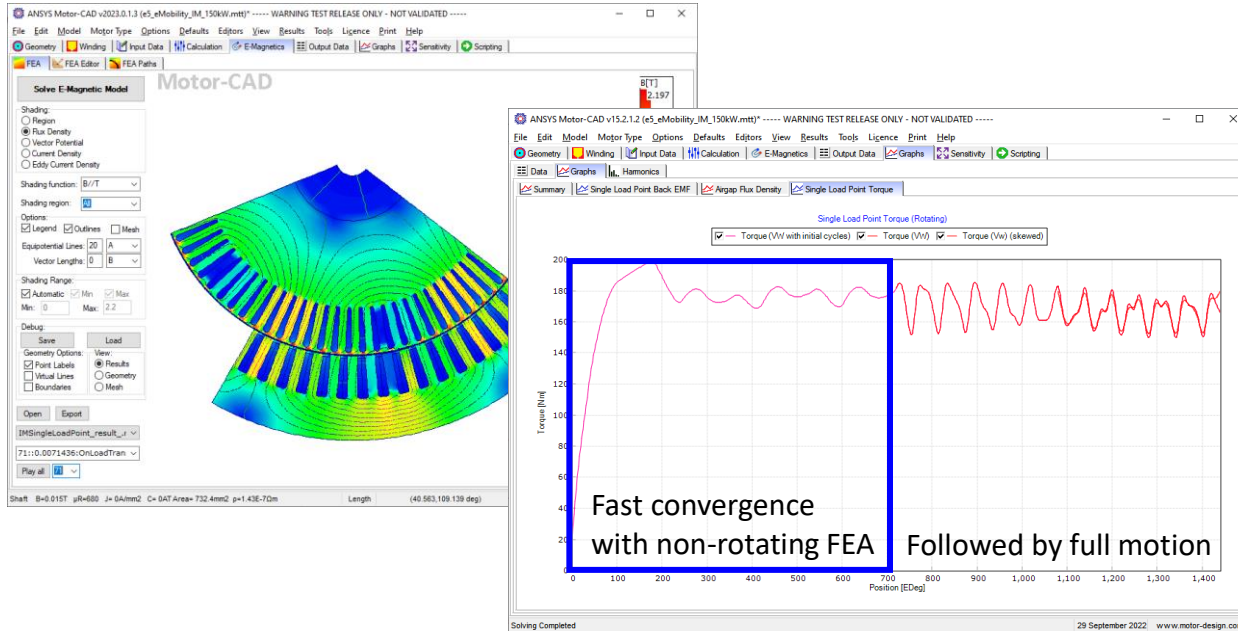 ANSYS Motor-CAD v2023.0.1.3 (e5_eMobility_IM_150kW.mtt)* ----- WARNING TEST RELEASE ONLY - NOT VALIDATED -----
File Edit Model Motor Type Options Defaults Editors View Results Tools Licence Print Help
Geometry Winding Input Data Calculation E-Magnetics Output Data Graphs Sensitivity Scripting
FEA FEA Editor FEA Paths
Solve E-Magnetic Model
Motor-CAD
B[T]
2.197
Shading:
Region
Flux Density
Vector Potential
Current Density
Eddy Current Density
Shading function: B//T
Shading region: All
Options:
Legend Outlines Mesh
Equipotential Lines: 20 A
Vector Lengths: 0 B
Shading Range:
Automatic Min Max
Min: 0 Max: 2.2
Debug:
Save Load
Geometry Options: View:
Point Labels Results
Virtual Lines Geometry
Boundaries Mesh
Open Export
IMSingleLoadPoint_result_.r
71::0.0071436:OnLoadTran
Play all 71
Shaft B=0.015T µR=680 J= 0A/mm2 C= 0AT Area= 732.4mm2 ρ=1.43E-7Ωm Length (40.563,109.139 deg)
ANSYS Motor-CAD v15.2.1.2 (e5_eMobility_IM_150kW.mtt)* ----- WARNING TEST RELEASE ONLY - NOT VALIDATED -----
File Edit Model Motor Type Options Defaults Editors View Results Tools Licence Print Help
Geometry Winding Input Data Calculation E-Magnetics Output Data Graphs Sensitivity Scripting
Data Graphs Harmonics
Summary Single Load Point Back EMF Airgap Flux Density Single Load Point Torque
Single Load Point Torque (Rotating)
Torque (VW with initial cycles) Torque (VW) Torque (Vw) (skewed)
200
180
160
140
120
100
80
60
40
20
0
Torque [Nm]
Fast convergence
with non-rotating FEA
Followed by full motion
0 100 200 300 400 500 600 700 800 900 1,000 1,100 1,200 1,300 1,400
Position [EDeg]
Solving Completed 29 September 2022 www.motor-design.com